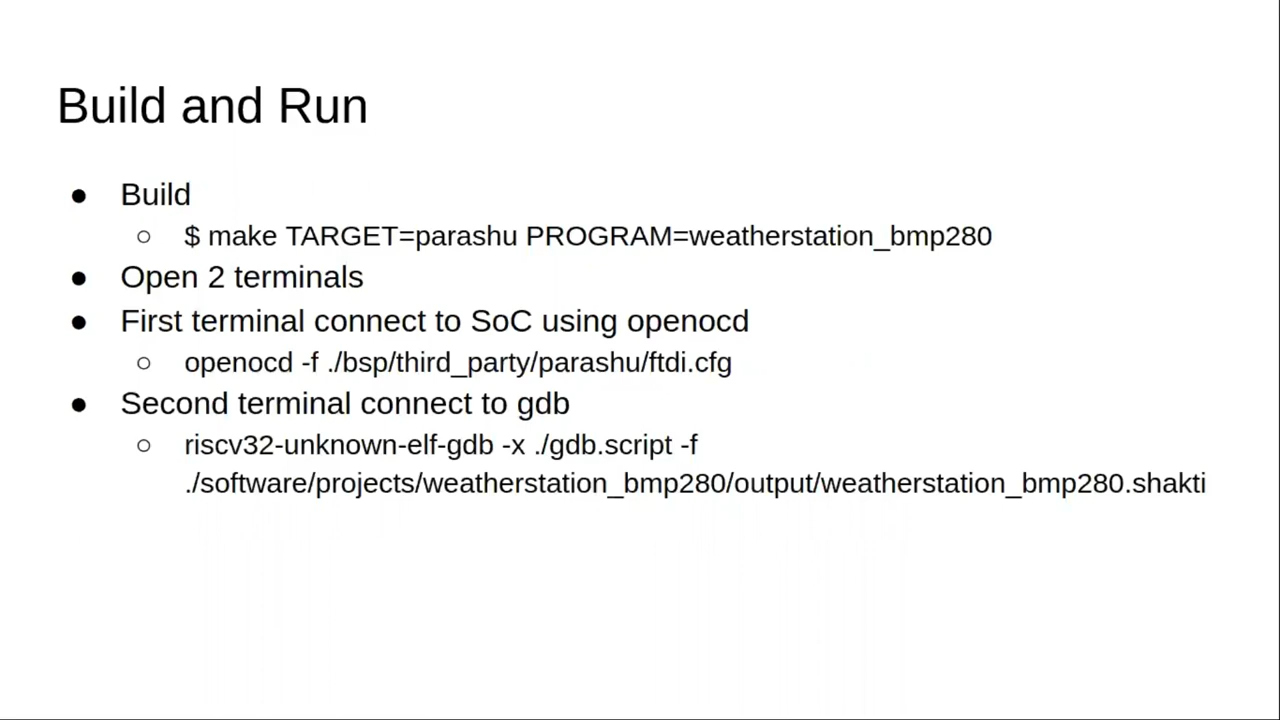 Build and Run
● Build
○ $ make TARGET=parashu PROGRAM=weatherstation_bmp280
● Open 2 terminals
● First terminal connect to SoC using openocd
○ openocd -f ./bsp/third_party/parashu/ftdi.cfg
● Second terminal connect to gdb
○ riscv32-unknown-elf-gdb -x ./gdb.script -f
./software/projects/weatherstation_bmp280/output/weatherstation_bmp280.shakti